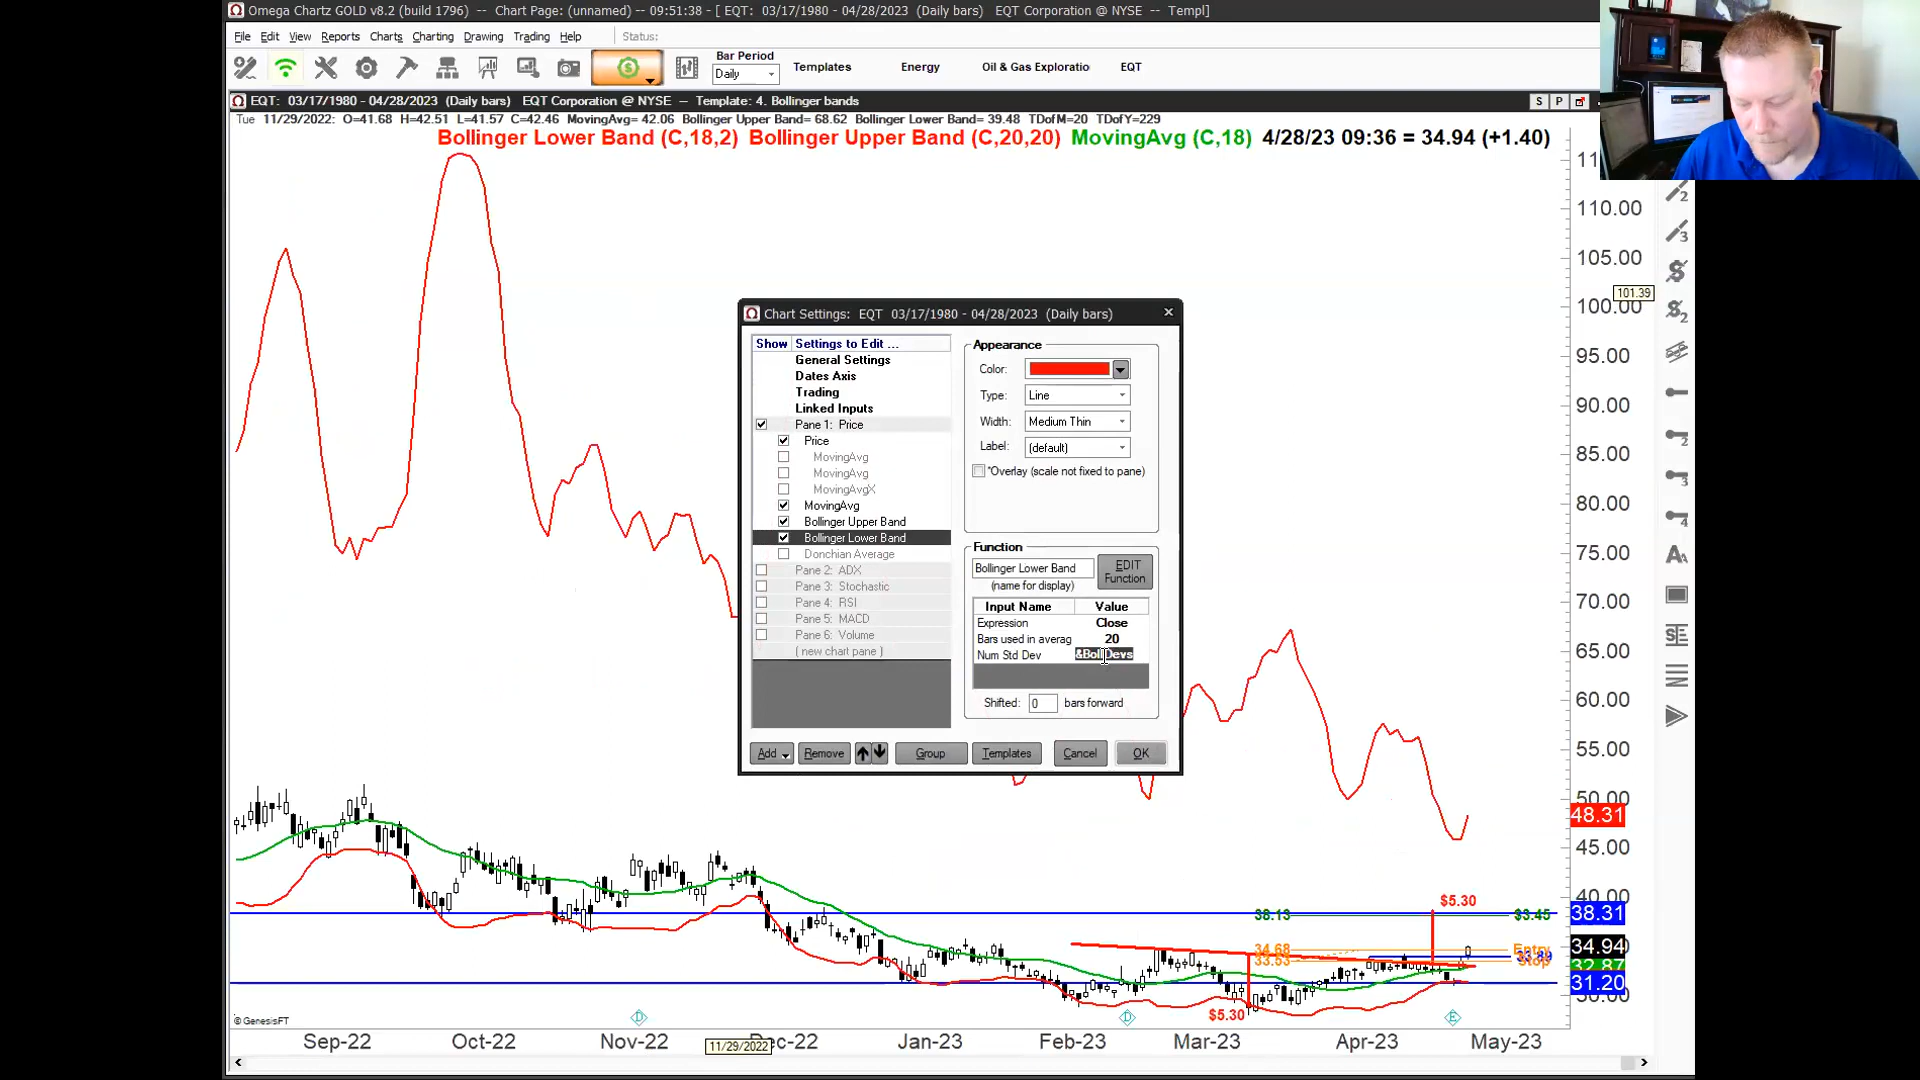 Omega Chartz GOLD v8.2 (build 1796) -- Chart Page: (unnamed) -- 09:51:38 - [ EQT: 03/17/1980 - 04/28/2023 (Daily bars) EQT Corporation @ NYSE -- Templ]
File Edit View Reports Charts Charting Drawing Trading Help Status:
Bar Period
Daily
Templates Energy Oil & Gas Exploratio EQT
EQT: 03/17/1980 - 04/28/2023 (Daily bars) EQT Corporation @ NYSE -- Template: 4. Bollinger bands
S P
Tue 11/29/2022: O=41.68 H=42.51 L=41.57 C=42.46 MovingAvg= 42.06 Bollinger Upper Band= 68.62 Bollinger Lower Band= 39.48 TDofM=20 TDofY=229
Bollinger Lower Band (C,18,2) Bollinger Upper Band (C,20,20) MovingAvg (C,18) 4/28/23 09:36 = 34.94 (+1.40)
110.00
105.00
101.39
100.00
95.00
90.00
85.00
80.00
75.00
70.00
65.00
60.00
55.00
50.00
48.31
45.00
40.00
38.31
34.94
32.87
31.20
30.00
Chart Settings: EQT 03/17/1980 - 04/28/2023 (Daily bars)
Show Settings to Edit ...
General Settings
Dates Axis
Trading
Linked Inputs
Pane 1: Price
Price
MovingAvg
MovingAvg
MovingAvgX
MovingAvg
Bollinger Upper Band
Bollinger Lower Band
Donchian Average
Pane 2: ADX
Pane 3: Stochastic
Pane 4: RSI
Pane 5: MACD
Pane 6: Volume
( new chart pane )
Appearance
Color:
Type: Line
Width: Medium Thin
Label: (default)
*Overlay (scale not fixed to pane)
Function
Bollinger Lower Band
(name for display)
EDIT
Function
Input Name Value
Expression Close
Bars used in averag 20
Num Std Dev &BollDevs
Shifted: 0 bars forward
Add Remove Group Templates Cancel OK
$5.30
38.13 $3.45
34.68 Entry
33.53 Stop
$5.30
D D E
© GenesisFT
Sep-22 Oct-22 Nov-22 11/29/2022 Dec-22 Jan-23 Feb-23 Mar-23 Apr-23 May-23